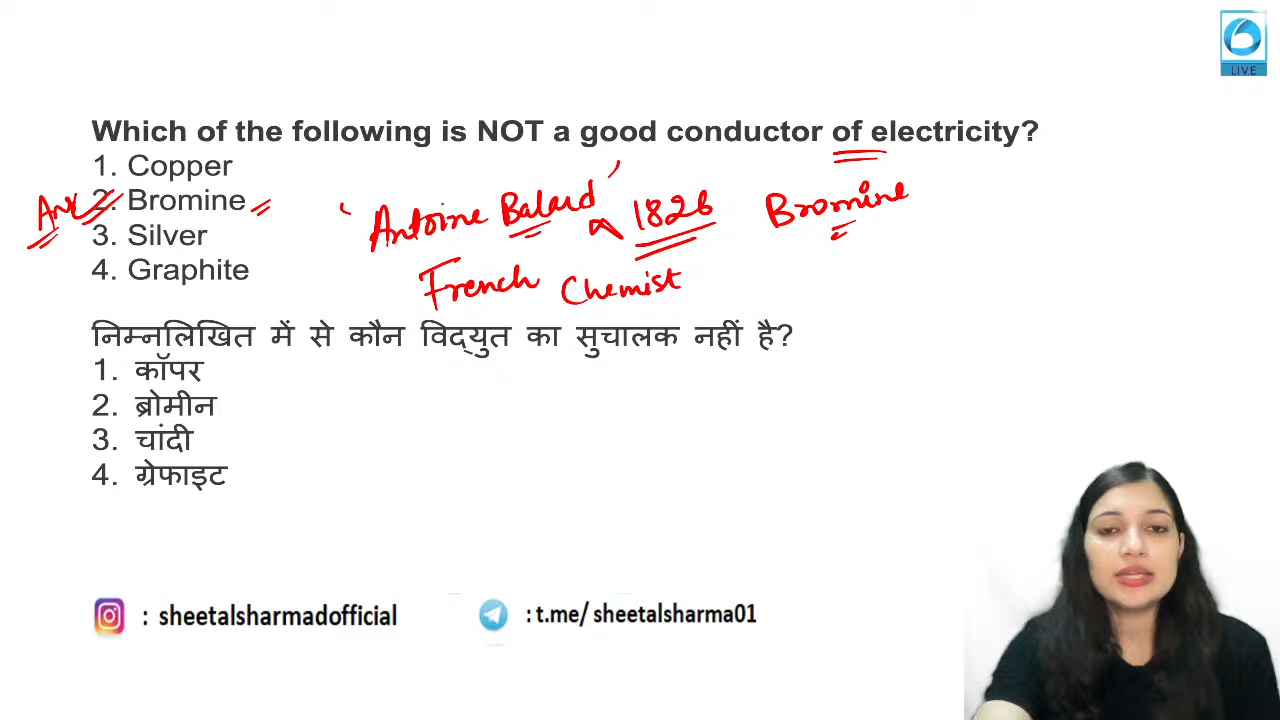 LIVE
Which of the following is NOT a good conductor of electricity?
1. Copper
Ans 2. Bromine
'Antoine Balard' 1826 Bromine
3. Silver
4. Graphite
French Chemist
निम्नलिखित में से कौन विद्युत का सुचालक नहीं है?
1. कॉपर
2. ब्रोमीन
3. चांदी
4. ग्रेफाइट
: sheetalsharmadofficial
: t.me/ sheetalsharma01